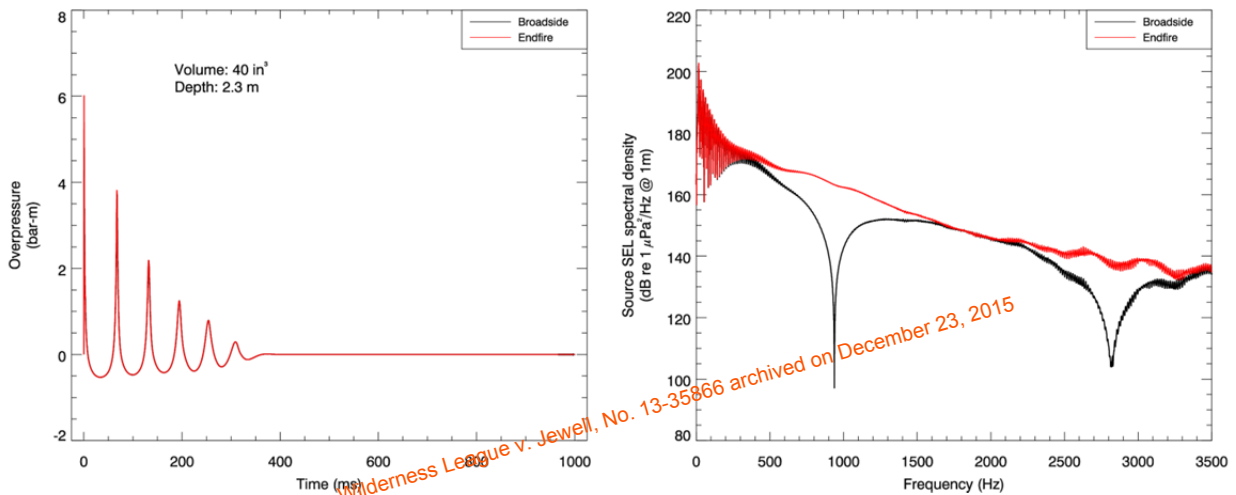 Broadside
Endfire
Volume: 40 in³
Depth: 2.3 m
Overpressure
(bar-m)
6
4
2
0
-2
0
200
400
600
800
1000
Time (ms)
Broadside
Endfire
Source SEL spectral density
(dB re 1 μPa²/Hz @ 1m)
220
200
180
160
140
120
100
80
0
500
1000
1500
2000
2500
3000
3500
Frequency (Hz)
Wilderness League v. Jewell, No. 13-35866 archived on December 23, 2015